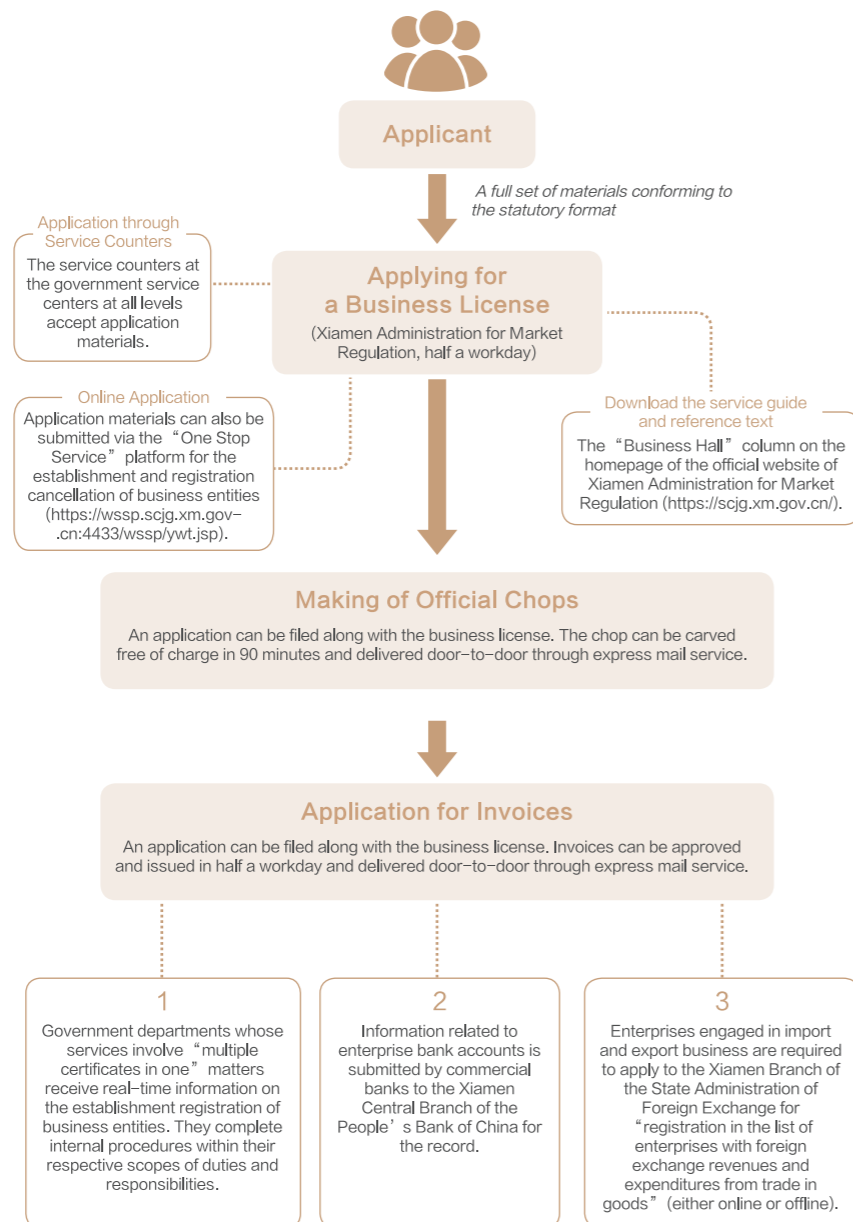 Applicant
A full set of materials conforming to
the statutory format
Application through
Service Counters
The service counters at
the government service
centers at all levels
accept application
materials.
Applying for
a Business License
(Xiamen Administration for Market
Regulation, half a workday)
Online Application
Application materials can also be
submitted via the “One Stop
Service” platform for the
establishment and registration
cancellation of business entities
(https://wssp.scjg.xm.gov-
.cn:4433/wssp/ywt.jsp).
Download the service guide
and reference text
The “Business Hall” column on the
homepage of the official website of
Xiamen Administration for Market
Regulation (https://scjg.xm.gov.cn/).
Making of Official Chops
An application can be filed along with the business license. The chop can be carved
free of charge in 90 minutes and delivered door-to-door through express mail service.
Application for Invoices
An application can be filed along with the business license. Invoices can be approved
and issued in half a workday and delivered door-to-door through express mail service.
1
Government departments whose
services involve “multiple
certificates in one” matters
receive real-time information on
the establishment registration of
business entities. They complete
internal procedures within their
respective scopes of duties and
responsibilities.
2
Information related to
enterprise bank accounts is
submitted by commercial
banks to the Xiamen
Central Branch of the
People’s Bank of China for
the record.
3
Enterprises engaged in import
and export business are required
to apply to the Xiamen Branch
of the State Administration of
Foreign Exchange for
“registration in the list of
enterprises with foreign
exchange revenues and
expenditures from trade in
goods” (either online or offline).